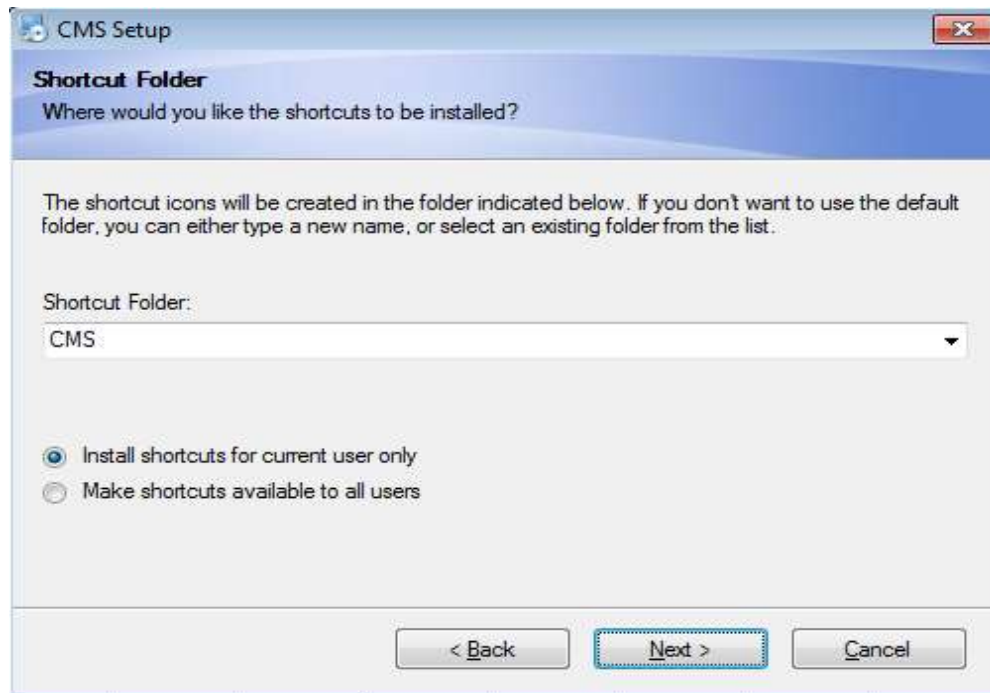 CMS Setup
Shortcut Folder
Where would you like the shortcuts to be installed?
The shortcut icons will be created in the folder indicated below. If you don't want to use the default
folder, you can either type a new name, or select an existing folder from the list.
Shortcut Folder:
CMS
Install shortcuts for current user only
Make shortcuts available to all users
< Back
Next >
Cancel